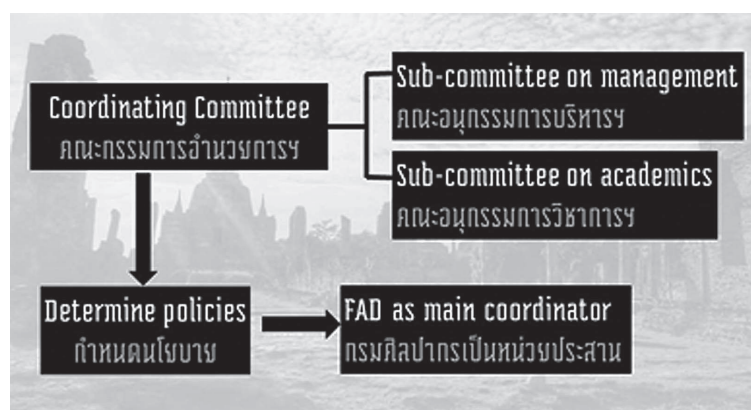 Coordinating Committee
คณะกรรมการอำนวยการฯ
Sub-committee on management
คณะอนุกรรมการบริหารฯ
Sub-committee on academics
คณะอนุกรรมการวิชาการฯ
Determine policies
กำหนดนโยบาย
FAD as main coordinator
กรมศิลปากรเป็นหน่วยประสาน